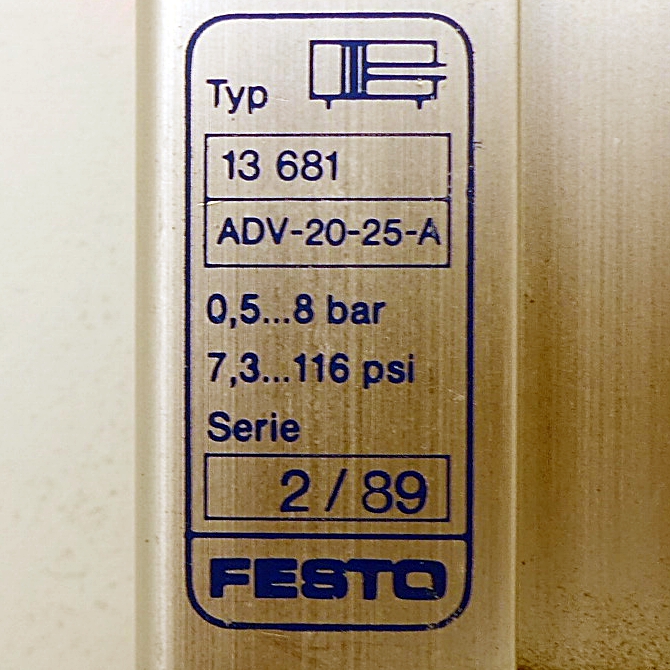 Typ
13 681
ADV-20-25-A
0,5...8 bar
7,3...116 psi
Serie
2 / 89
FESTO